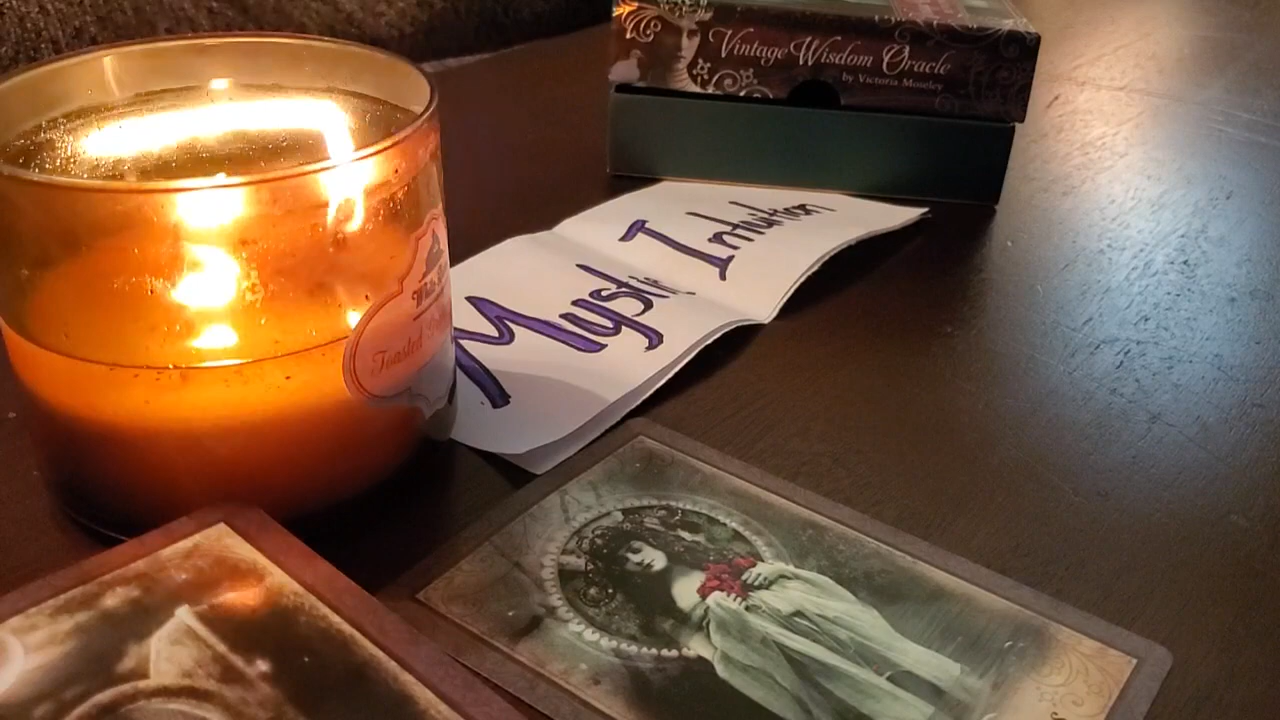 Vintage Wisdom Oracle
by Victoria Moseley
Mystic Intuition
Toasted